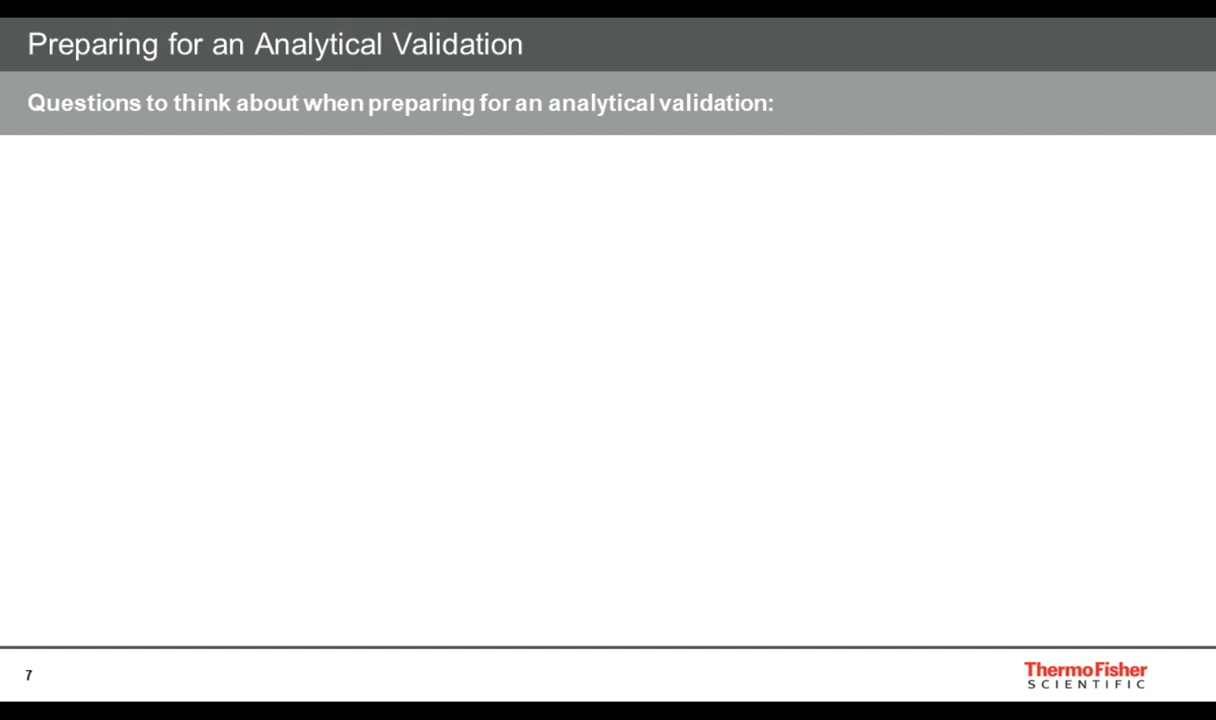 Preparing for an Analytical Validation
Questions to think about when preparing for an analytical validation:
7
ThermoFisher
SCIENTIFIC